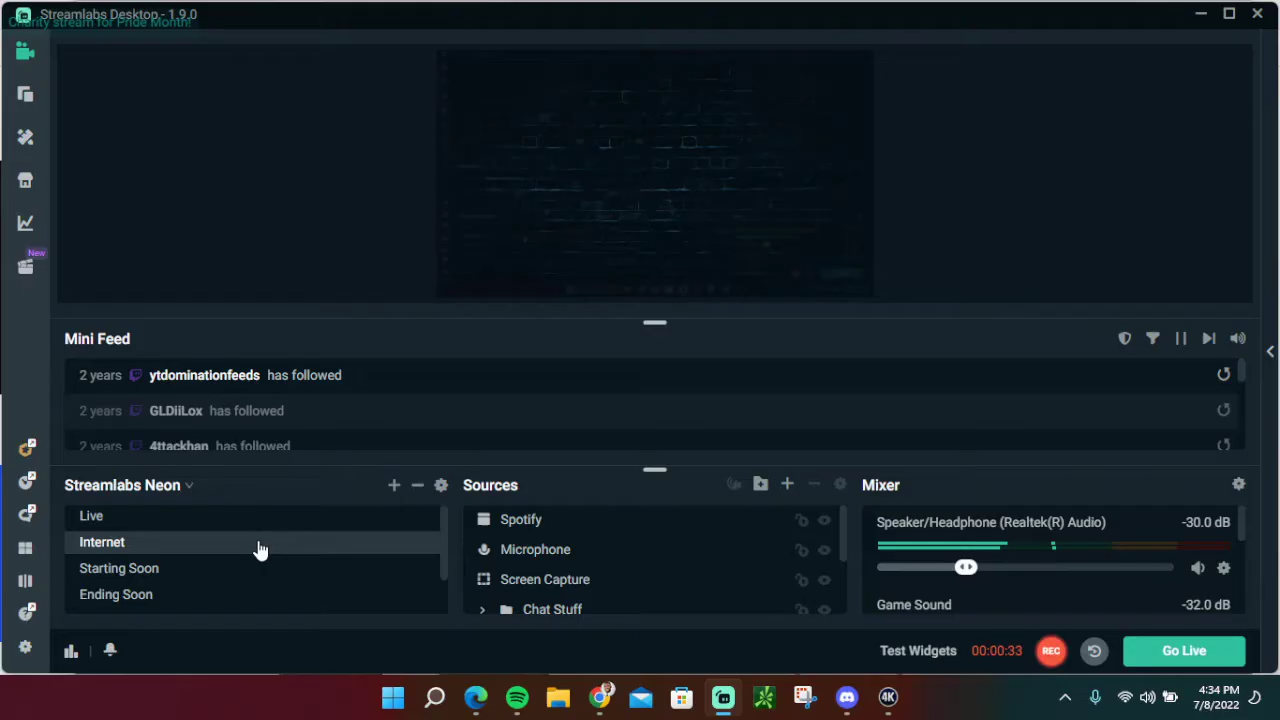 Streamlabs Desktop - 1.9.0
Charity stream for Pride Month!
New
Mini Feed
2 years ytdominationfeeds has followed
2 years GLDiiLox has followed
2 years 4ttackhan has followed
Streamlabs Neon
Live
Internet
Starting Soon
Ending Soon
Sources
Spotify
Microphone
Screen Capture
Chat Stuff
Mixer
Speaker/Headphone (Realtek(R) Audio) -30.0 dB
Game Sound -32.0 dB
Test Widgets 00:00:33 REC Go Live
4K
4:34 PM
7/8/2022